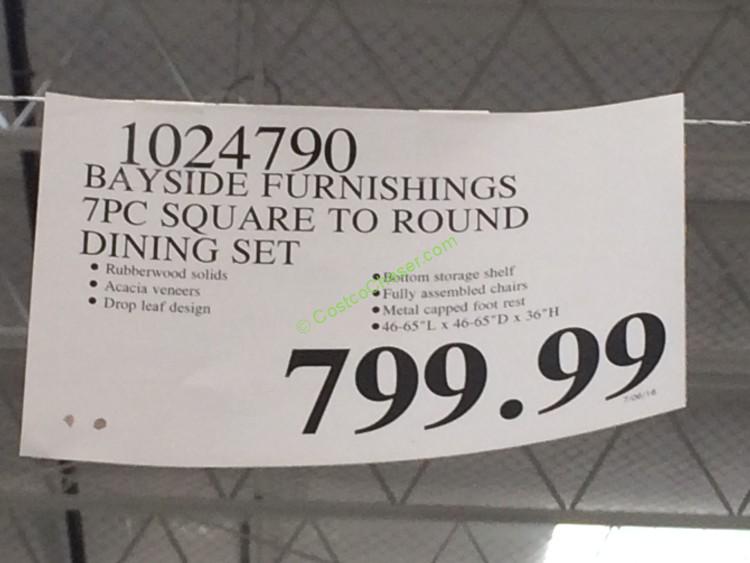 1024790
BAYSIDE FURNISHINGS
7PC SQUARE TO ROUND
DINING SET
• Rubberwood solids
• Acacia veneers
• Drop leaf design
• Bottom storage shelf
• Fully assembled chairs
• Metal capped foot rest
• 46-65"L x 46-65"D x 36"H
799.99
7/06/16
© CostcoChaser.com